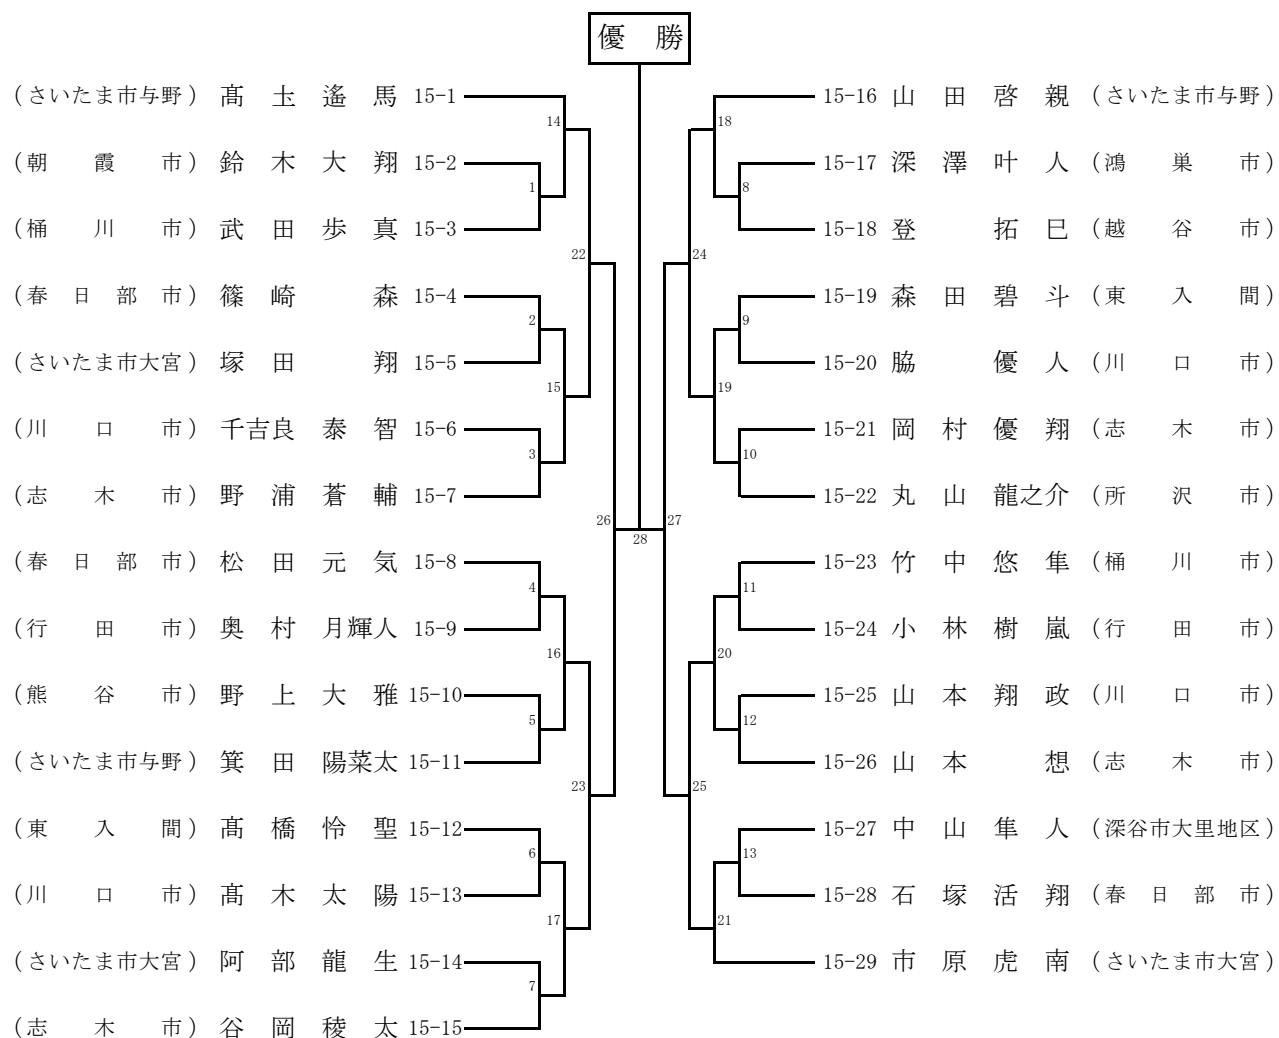 優 勝
(さいたま市与野) 髙 土 遙 馬 15-1
(朝 霞 市) 鈴 木 大 翔 15-2
(桶 川 市) 武 田 歩 真 15-3
(春 日 部 市) 篠 崎 森 15-4
(さいたま市大宮) 塚 田 翔 15-5
(川 口 市) 千吉良 泰 智 15-6
(志 木 市) 野 浦 蒼 輔 15-7
(春 日 部 市) 松 田 元 気 15-8
(行 田 市) 奥 村 月輝人 15-9
(熊 谷 市) 野 上 大 雅 15-10
(さいたま市与野) 箕 田 陽菜太 15-11
(東 入 間) 髙 橋 怜 聖 15-12
(川 口 市) 髙 木 太 陽 15-13
(さいたま市大宮) 阿 部 龍 生 15-14
(志 木 市) 谷 岡 稜 太 15-15
14
1
22
2
15
3
26
4
16
5
23
6
17
7
28
18
8
24
9
19
10
27
11
20
12
25
13
21
15-16 山 田 啓 親 (さいたま市与野)
15-17 深 澤 叶 人 (鴻 巣 市)
15-18 登 拓 巳 (越 谷 市)
15-19 森 田 碧 斗 (東 入 間)
15-20 脇 優 人 (川 口 市)
15-21 岡 村 優 翔 (志 木 市)
15-22 丸 山 龍之介 (所 沢 市)
15-23 竹 中 悠 隼 (桶 川 市)
15-24 小 林 樹 嵐 (行 田 市)
15-25 山 本 翔 政 (川 口 市)
15-26 山 本 想 (志 木 市)
15-27 中 山 隼 人 (深谷市大里地区)
15-28 石 塚 活 翔 (春 日 部 市)
15-29 市 原 虎 南 (さいたま市大宮)